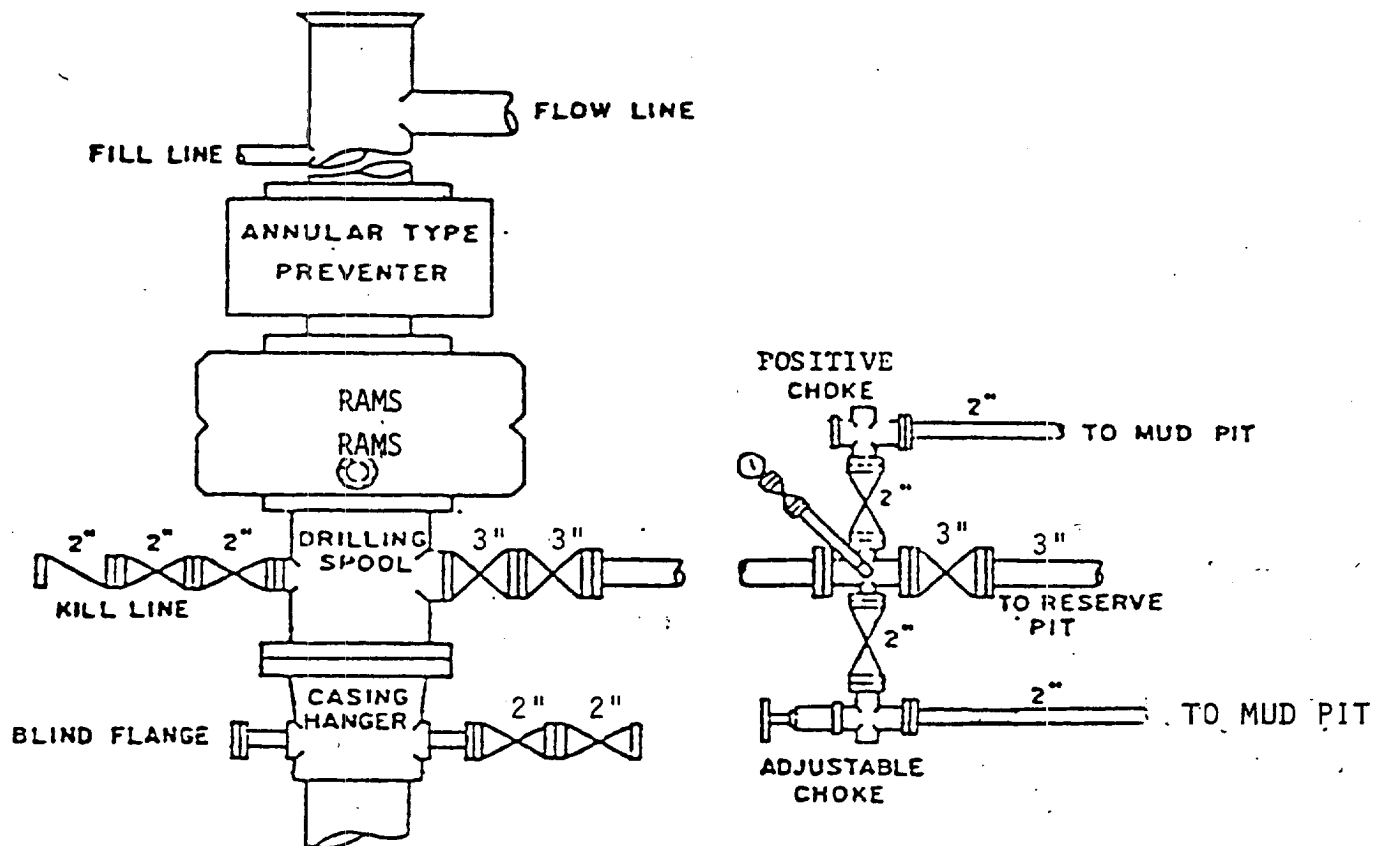 FLOW LINE
FILL LINE
ANNULAR TYPE
PREVENTER
RAMS
RAMS
DRILLING
SPOOL
2" 2" 2"
3" 3"
KILL LINE
CASING
HANGER
2" 2"
BLIND FLANGE
POSITIVE
CHOKE
2"
TO MUD PIT
2"
3" 3"
TO RESERVE
PIT
2"
2"
TO MUD PIT
ADJUSTABLE
CHOKE